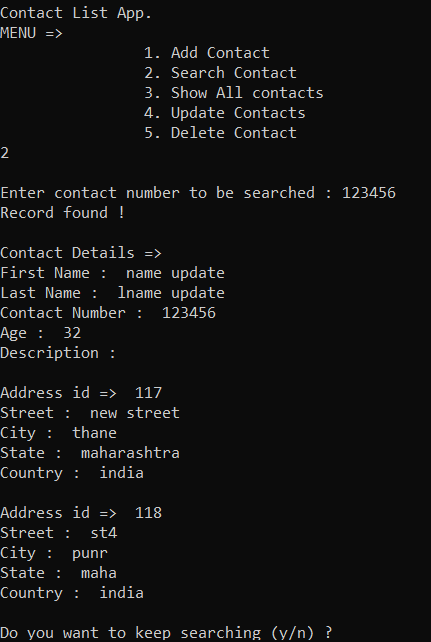 Contact List App.
MENU =>
1. Add Contact
2. Search Contact
3. Show All contacts
4. Update Contacts
5. Delete Contact
2
Enter contact number to be searched : 123456
Record found !
Contact Details =>
First Name :  name update
Last Name :  lname update
Contact Number :  123456
Age :  32
Description :
Address id =>  117
Street :  new street
City :  thane
State :  maharashtra
Country :  india
Address id =>  118
Street :  st4
City :  punr
State :  maha
Country :  india
Do you want to keep searching (y/n) ?